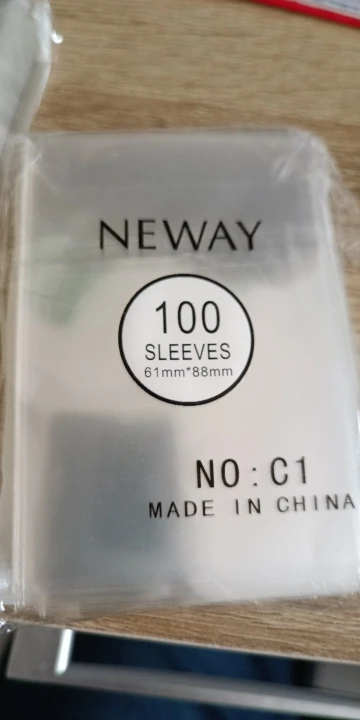 NEWAY
100
SLEEVES
61mm*88mm
NO:C1
MADE IN CHINA